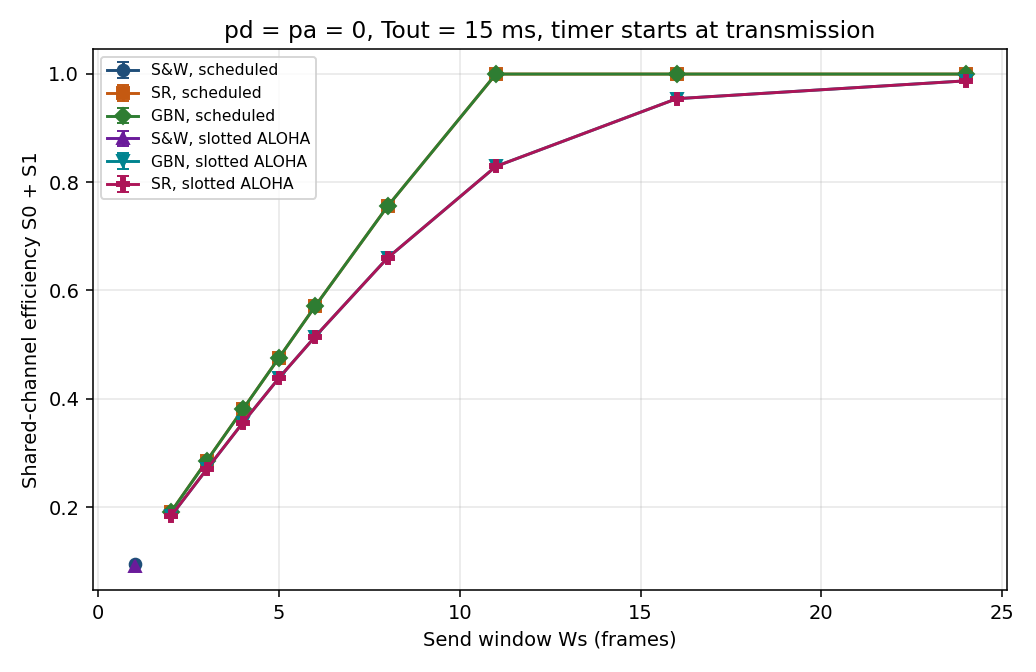 pd = pa = 0, Tout = 15 ms, timer starts at transmission
S&W, scheduled
SR, scheduled
GBN, scheduled
S&W, slotted ALOHA
GBN, slotted ALOHA
SR, slotted ALOHA
Shared-channel efficiency S0 + S1
1.0
0.8
0.6
0.4
0.2
0 5 10 15 20 25
Send window Ws (frames)